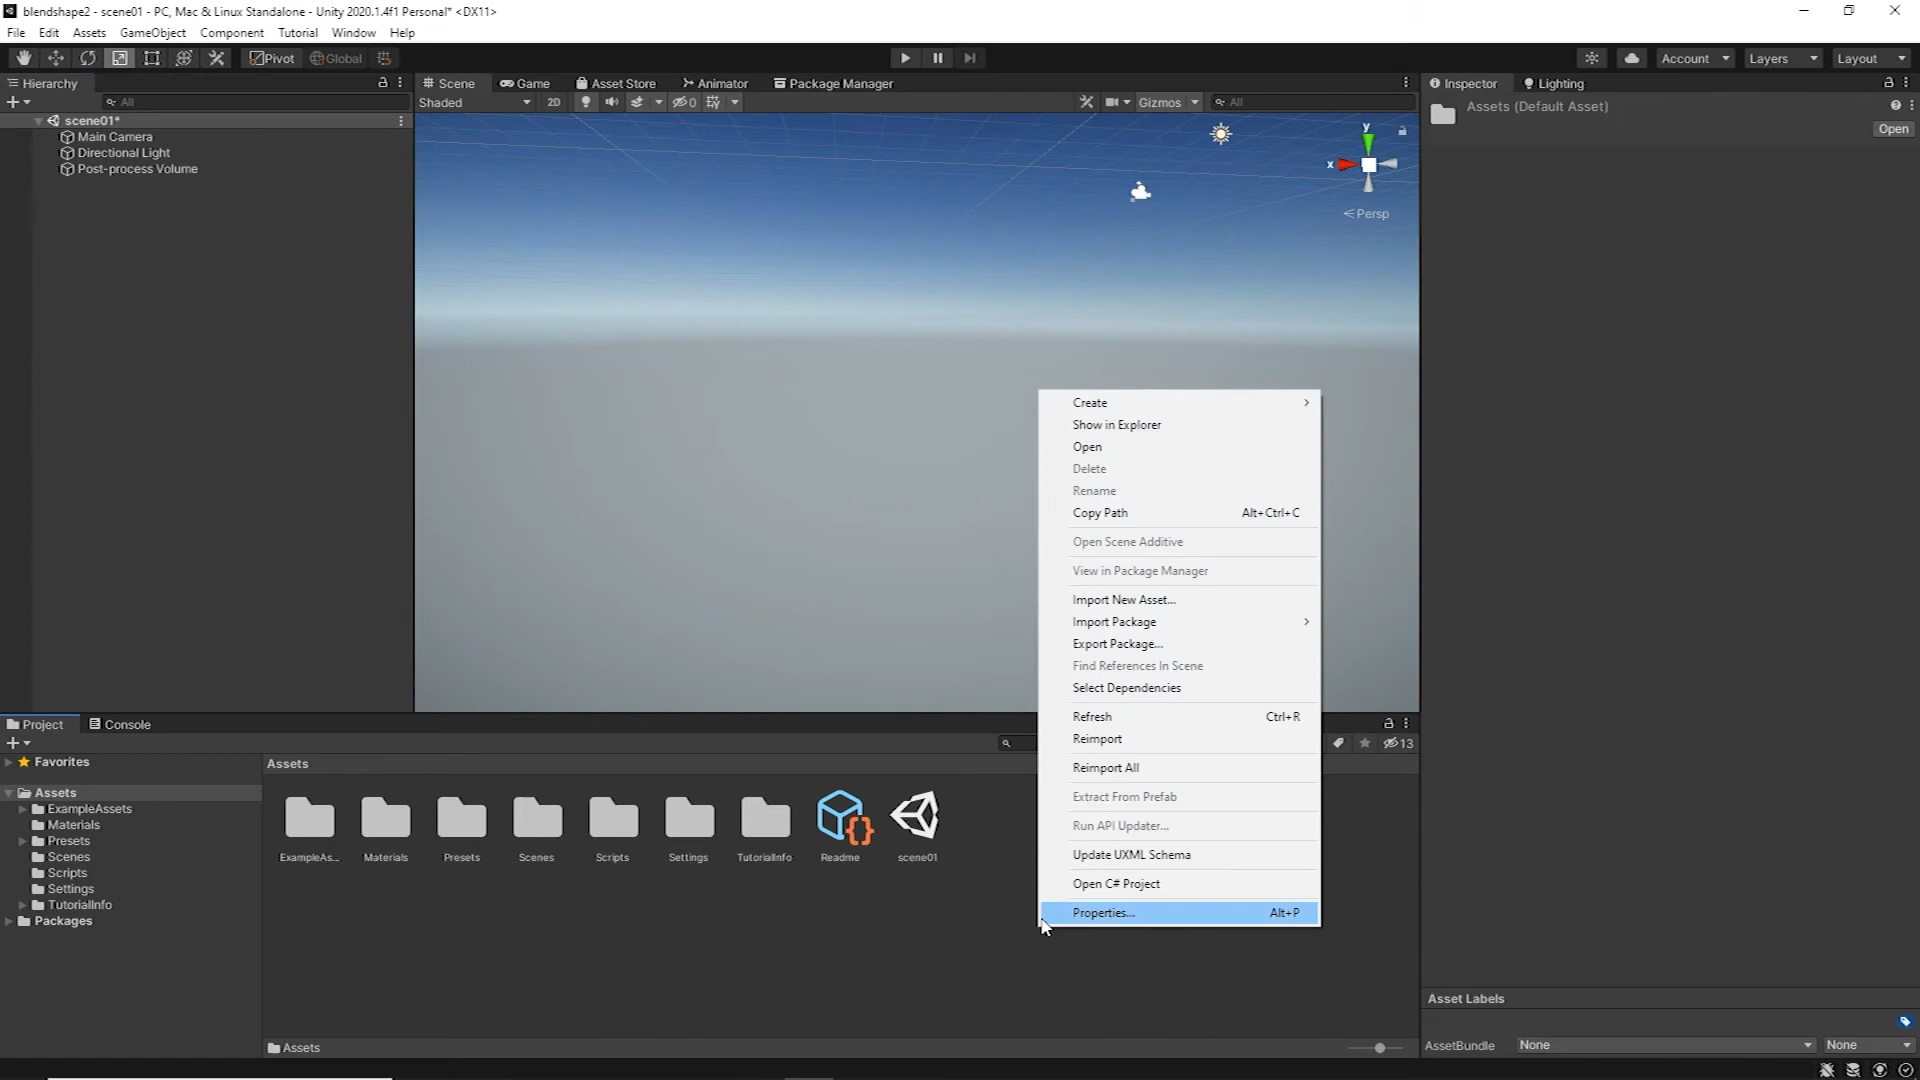 blendshape2 - scene01 - PC, Mac & Linux Standalone - Unity 2020.1.4f1 Personal* <DX11>
File Edit Assets GameObject Component Tutorial Window Help
Pivot Global Account Layers Layout
Hierarchy
All
scene01*
Main Camera
Directional Light
Post-process Volume
Scene Game Asset Store Animator Package Manager
Shaded 2D 0 Gizmos All
y
x
Persp
Inspector Lighting
Assets (Default Asset)
Open
Create
Show in Explorer
Open
Delete
Rename
Copy Path Alt+Ctrl+C
Open Scene Additive
View in Package Manager
Import New Asset...
Import Package
Export Package...
Find References In Scene
Select Dependencies
Refresh Ctrl+R
Reimport
Reimport All
Extract From Prefab
Run API Updater...
Update UXML Schema
Open C# Project
Properties... Alt+P
Project Console
13
Favorites
Assets
ExampleAssets
Materials
Presets
Scenes
Scripts
Settings
TutorialInfo
Packages
Assets
ExampleAs... Materials Presets Scenes Scripts Settings TutorialInfo Readme scene01
Assets
Asset Labels
AssetBundle None None